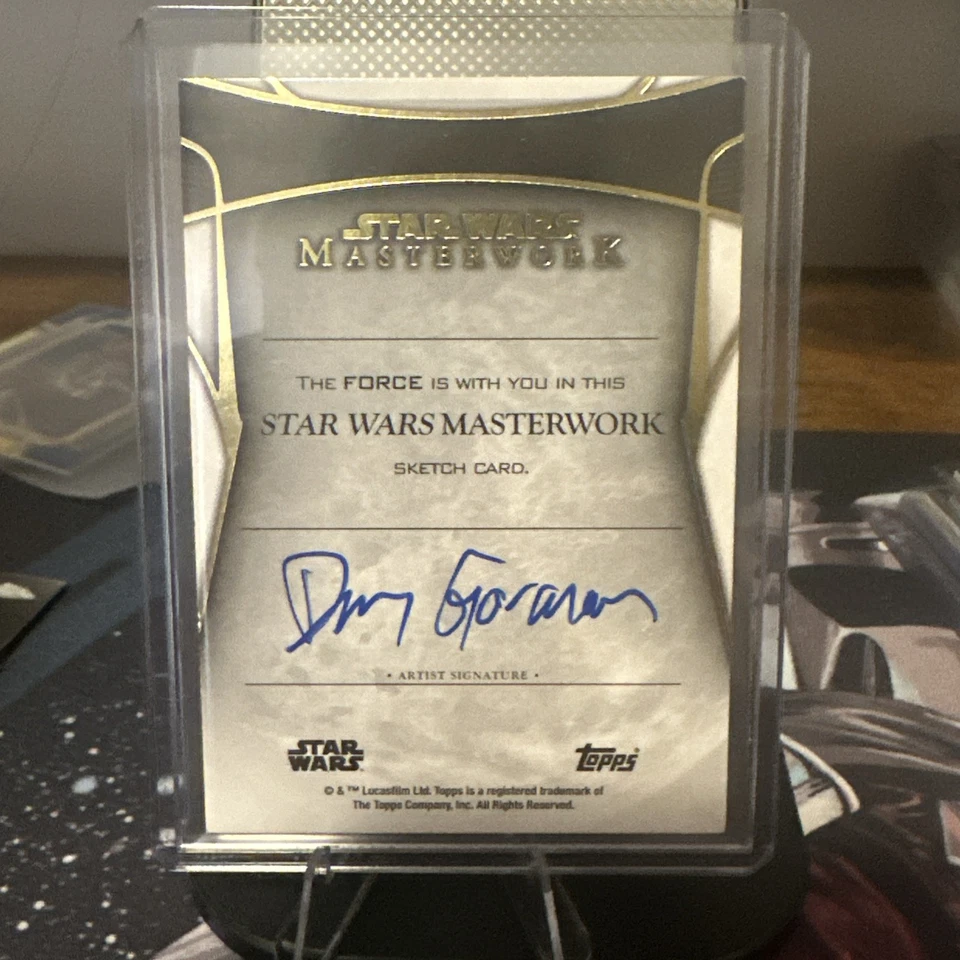 STAR WARS
MASTERWORK
THE FORCE IS WITH YOU IN THIS
STAR WARS MASTERWORK
SKETCH CARD.
• ARTIST SIGNATURE •
STAR
WARS
topps
© & ™ Lucasfilm Ltd. Topps is a registered trademark of
The Topps Company, Inc. All Rights Reserved.